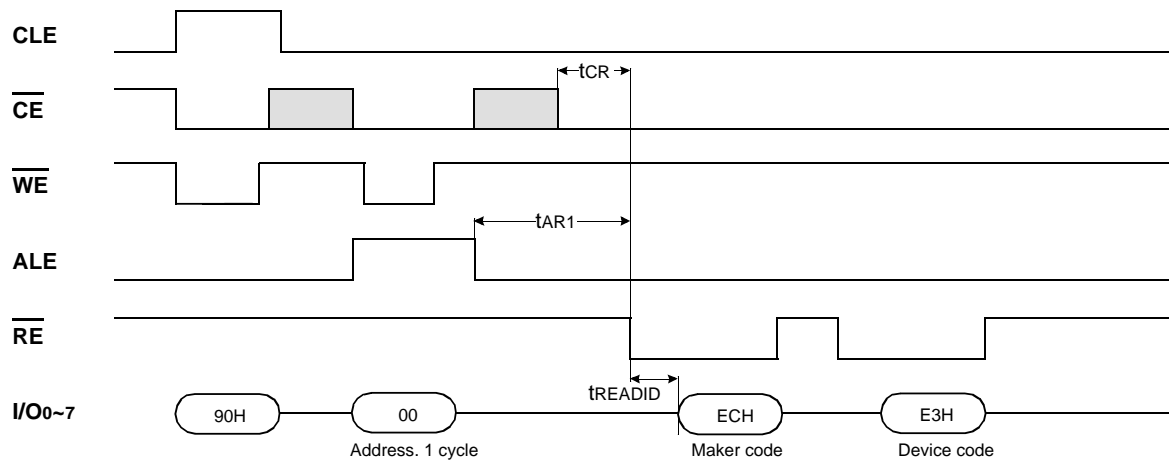 CLE
tCR
CE
WE
tAR1
ALE
RE
tREADID
I/O0~7
90H
00
ECH
E3H
Address. 1 cycle
Maker code
Device code